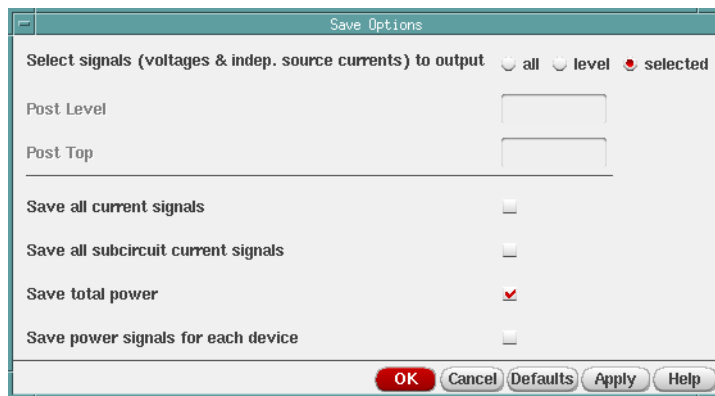 Save Options
Select signals (voltages & indep. source currents) to output all level selected
Post Level
Post Top
Save all current signals
Save all subcircuit current signals
Save total power
Save power signals for each device
OK Cancel Defaults Apply Help